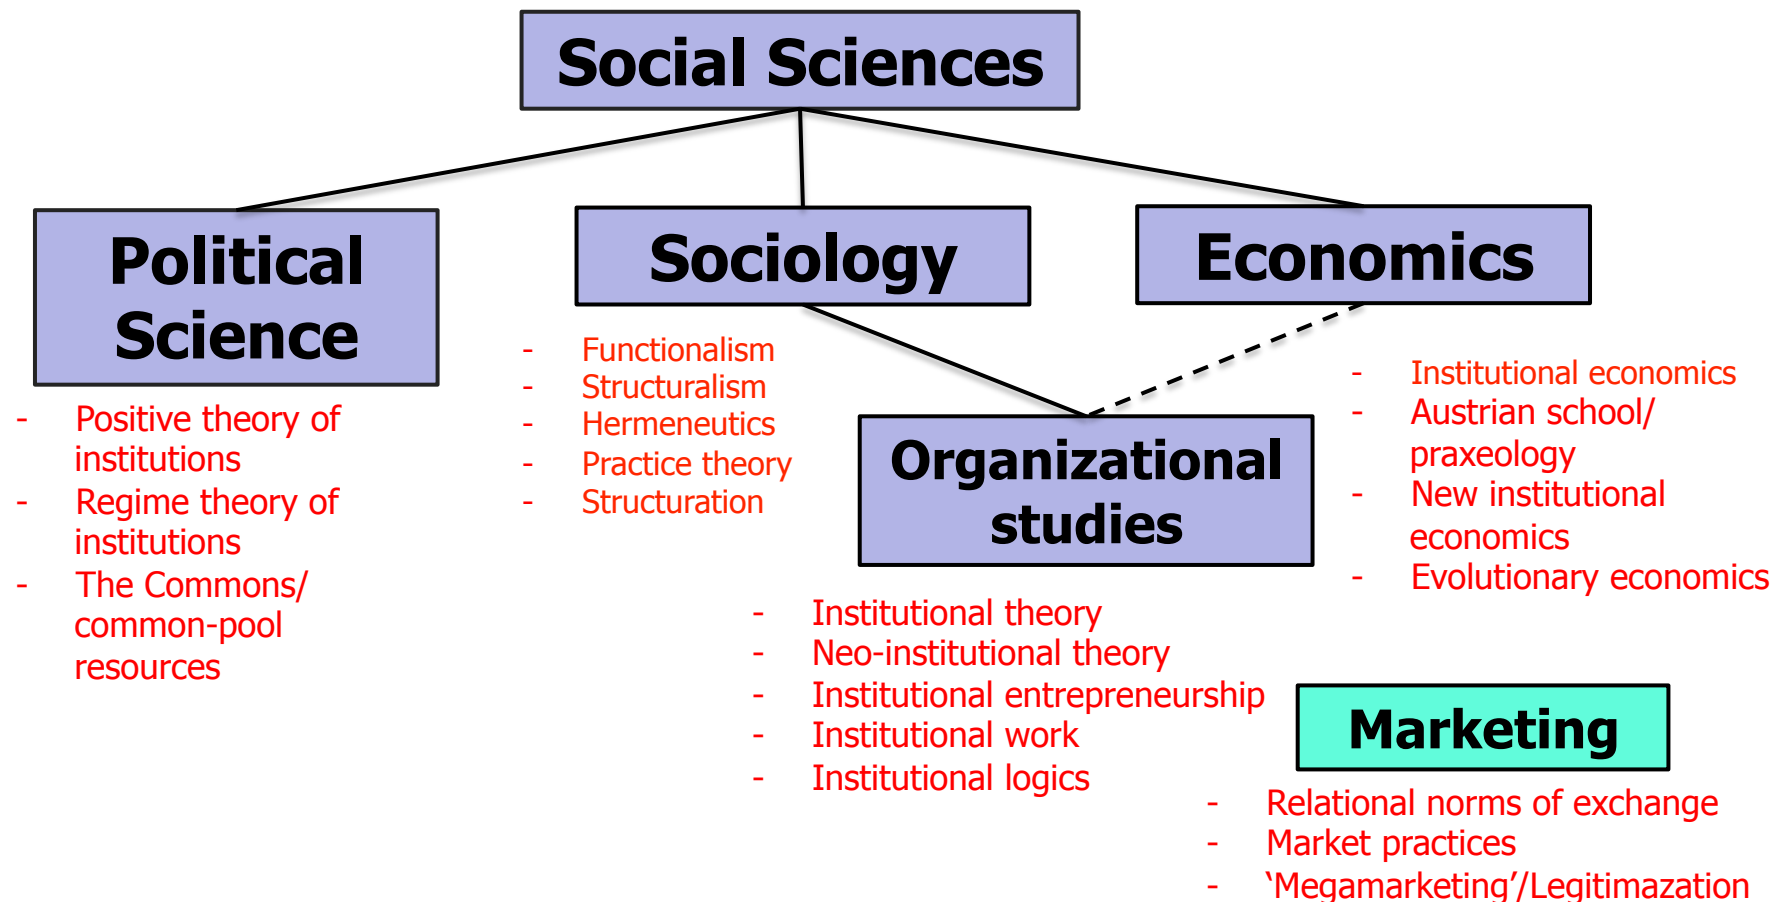 Social Sciences
Political
Science
Sociology
Economics
- Positive theory of
institutions
- Regime theory of
institutions
- The Commons/
common-pool
resources
- Functionalism
- Structuralism
- Hermeneutics
- Practice theory
- Structuration
Organizational
studies
- Institutional economics
- Austrian school/
praxeology
- New institutional
economics
- Evolutionary economics
- Institutional theory
- Neo-institutional theory
- Institutional entrepreneurship
- Institutional work
- Institutional logics
Marketing
- Relational norms of exchange
- Market practices
- ‘Megamarketing’/Legitimazation